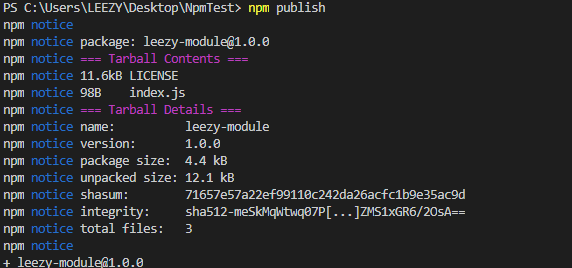 PS C:\Users\LEEZY\Desktop\NpmTest> npm publish
npm notice
npm notice package: leezy-module@1.0.0
npm notice === Tarball Contents ===
npm notice 11.6kB LICENSE
npm notice 98B    index.js
npm notice === Tarball Details ===
npm notice name:          leezy-module
npm notice version:       1.0.0
npm notice package size:  4.4 kB
npm notice unpacked size: 12.1 kB
npm notice shasum:        71657e57a22ef99110c242da26acfc1b9e35ac9d
npm notice integrity:     sha512-meSkMqWtwq07P[...]ZMS1xGR6/2OsA==
npm notice total files:   3
npm notice
+ leezy-module@1.0.0